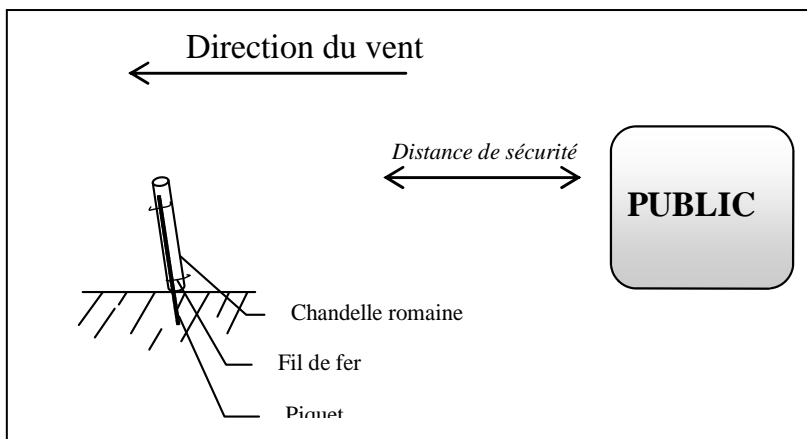 Direction du vent
Distance de sécurité
PUBLIC
Chandelle romaine
Fil de fer
Piquet